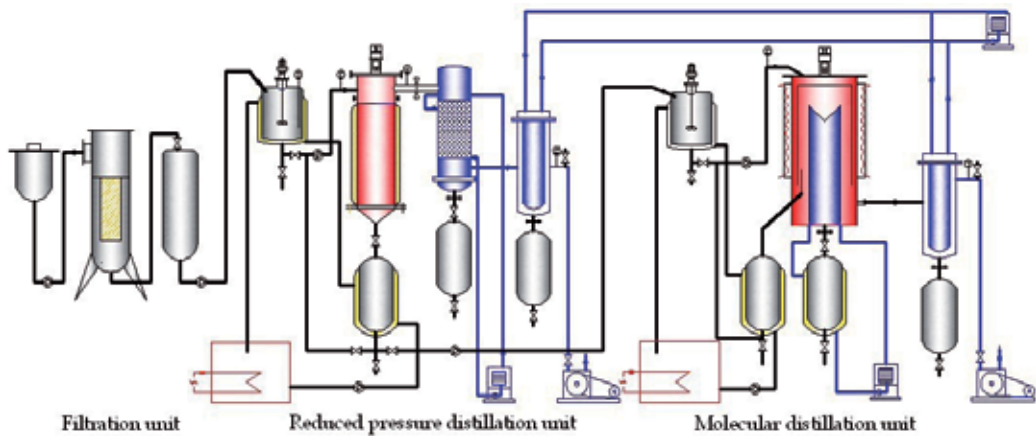 Filtration unit
Reduced pressure distillation unit
Molecular distillation unit